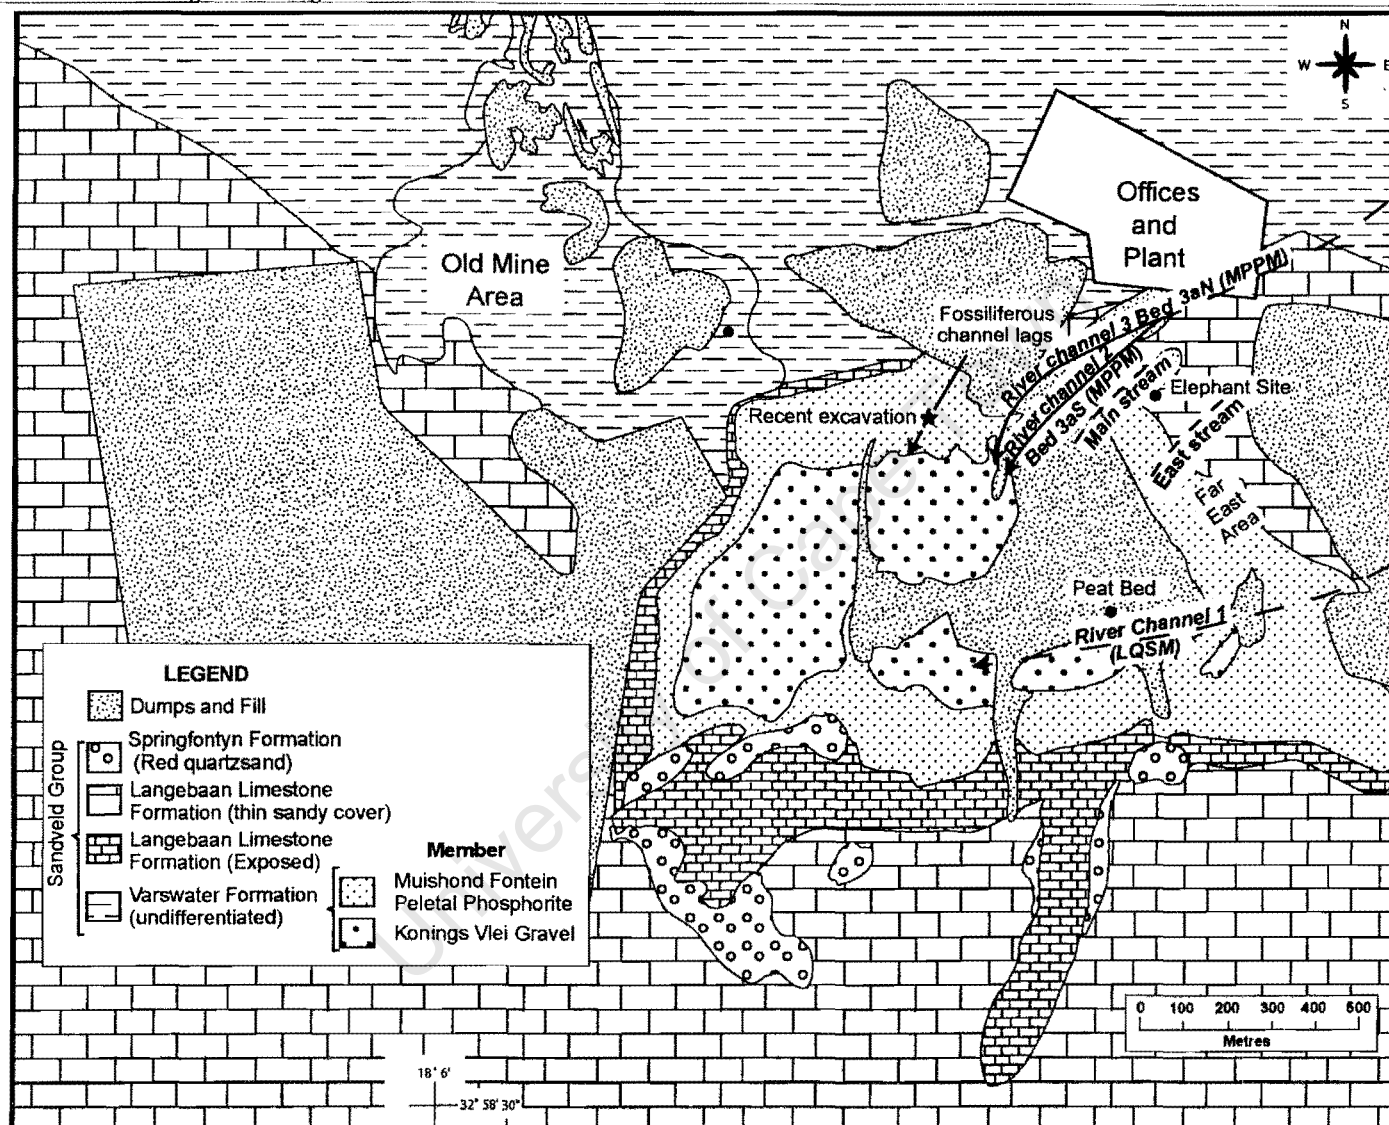 N
W E
S
Offices
and
Plant
Old Mine
Area
Fossiliferous
channel lags
River channel 3 Bed 3aN (MPPM)
River channel 2
Bed 3aS (MPPM)
Main stream
Elephant Site
Recent excavation
East stream
Far
East
Area
Peat Bed
River Channel 1
(LQSM)
LEGEND
Dumps and Fill
Sandveld Group
Springfontyn Formation
(Red quartzsand)
Langebaan Limestone
Formation (thin sandy cover)
Langebaan Limestone
Formation (Exposed)
Varswater Formation
(undifferentiated)
Member
Muishond Fontein
Peletal Phosphorite
Konings Vlei Gravel
0 100 200 300 400 500
Metres
18° 6'
32° 58' 30"
University of Cape Town